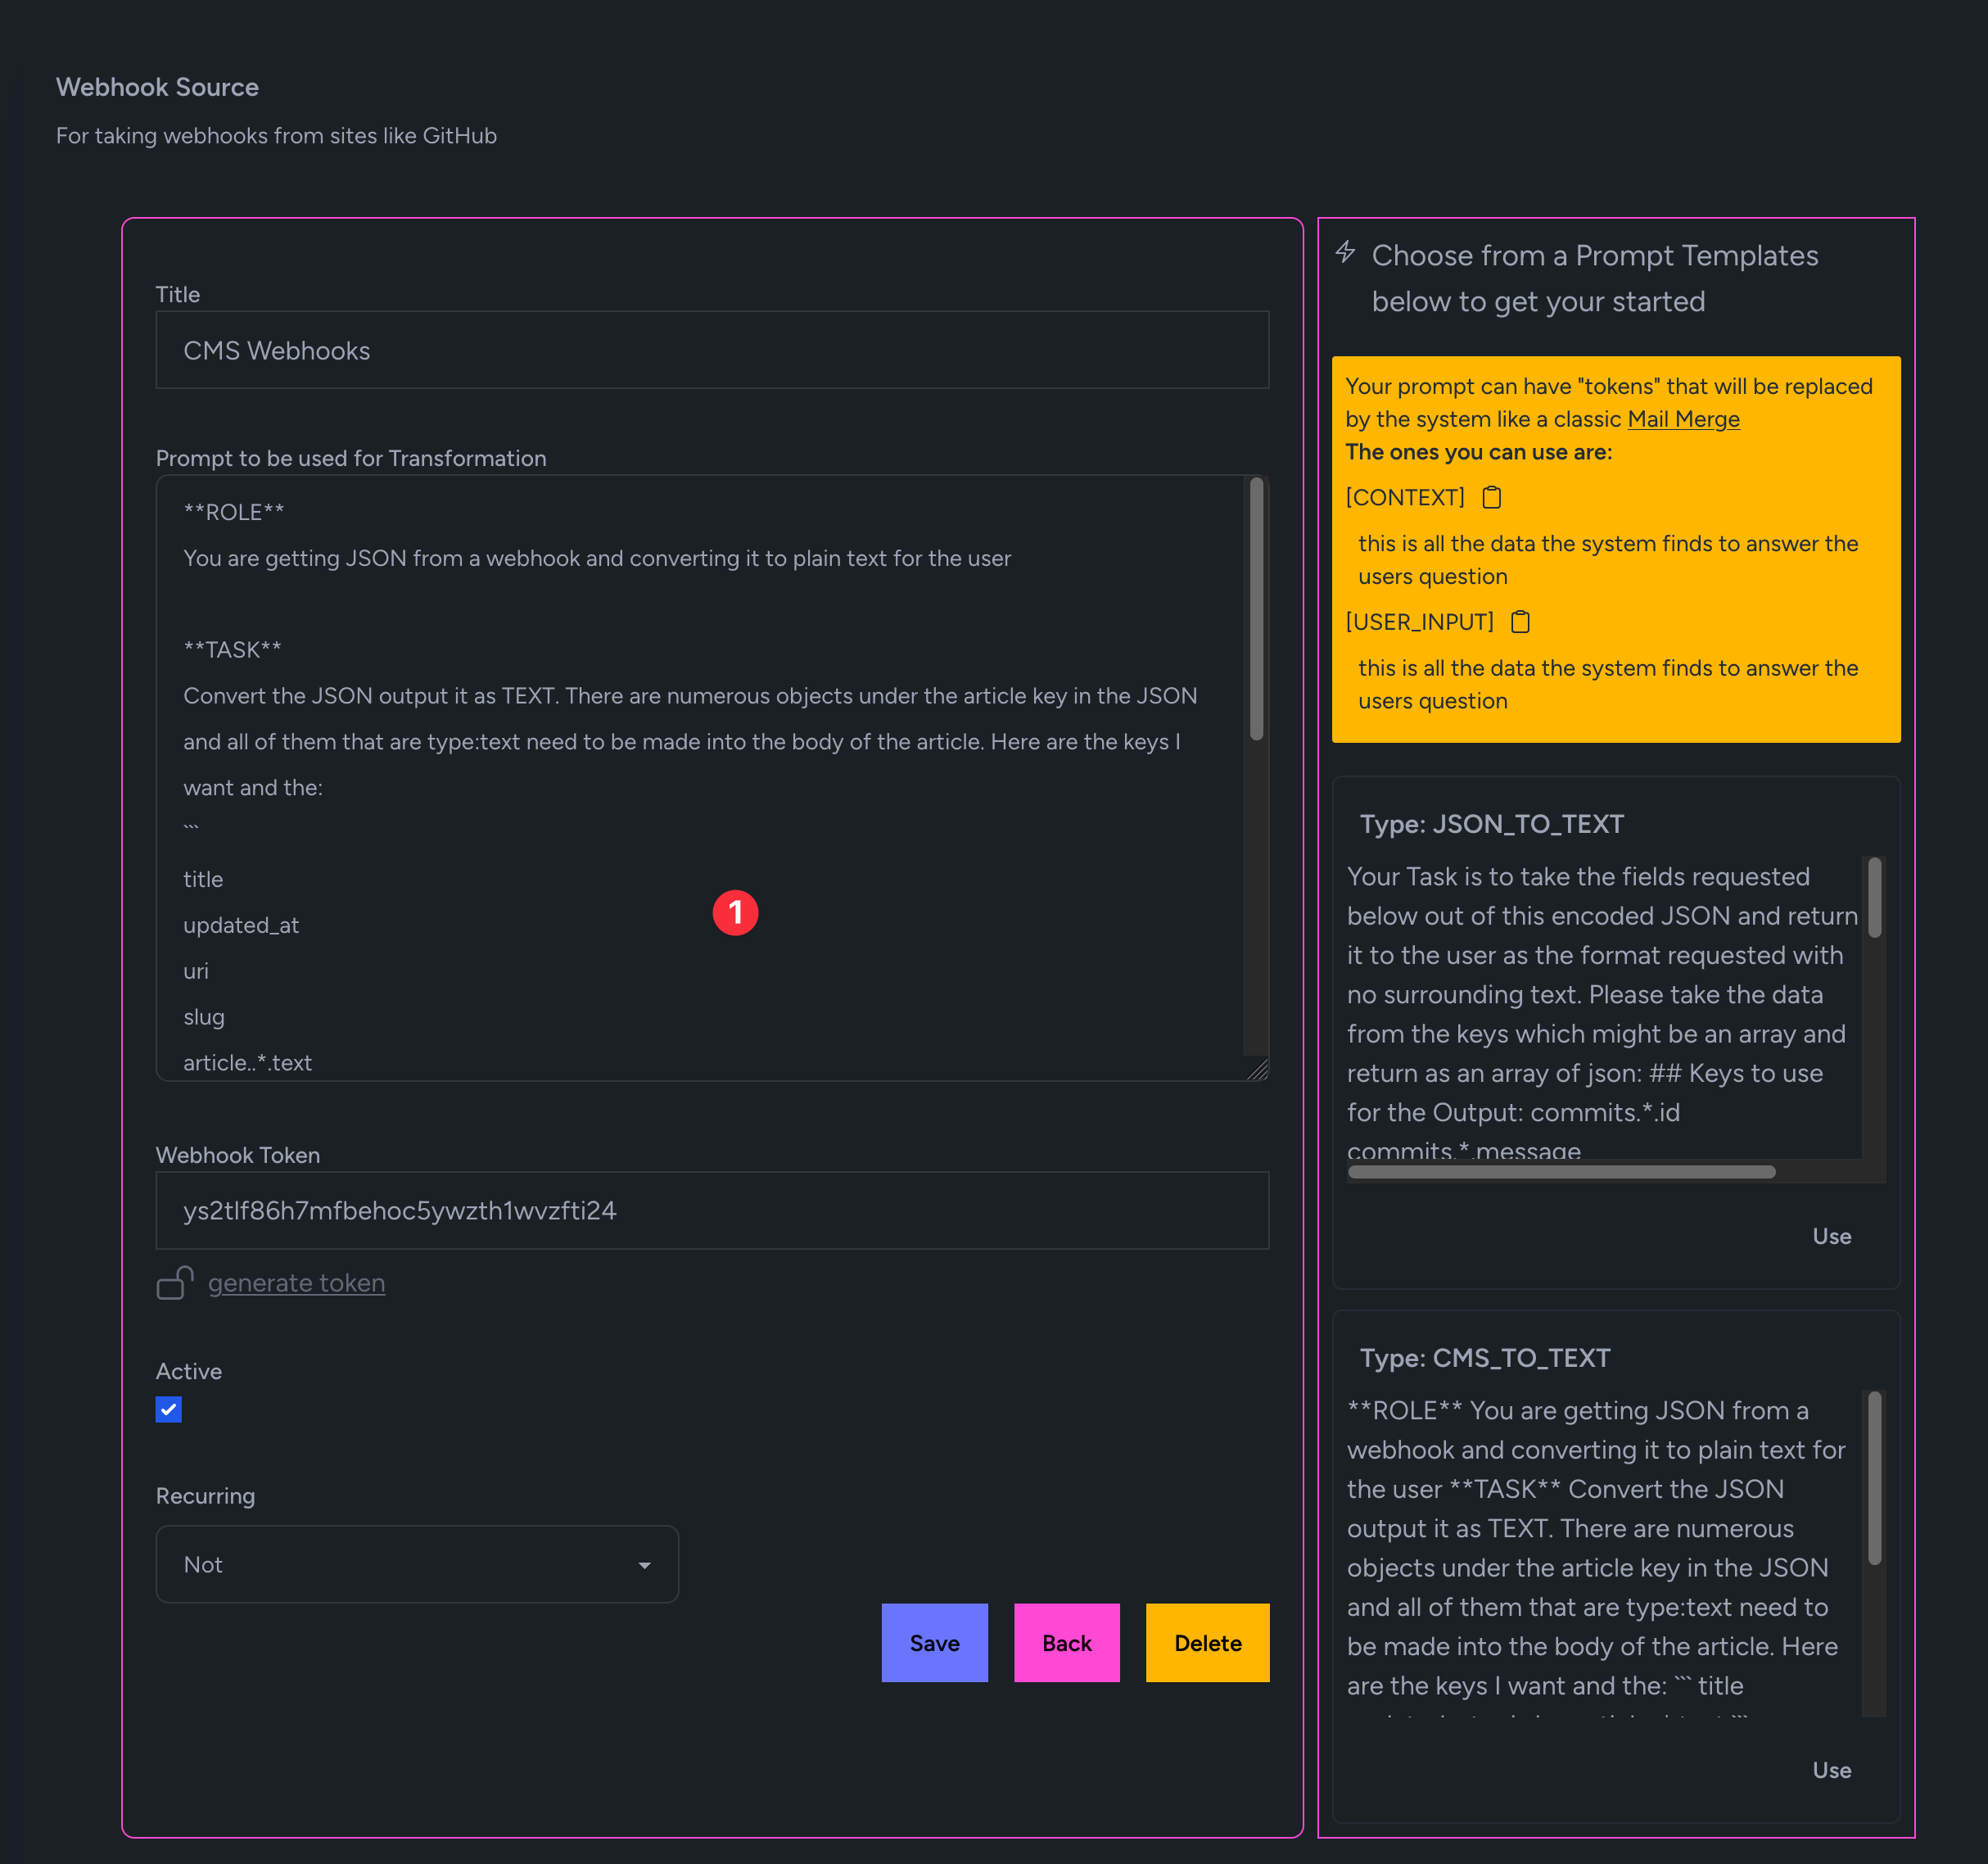 Webhook Source
For taking webhooks from sites like GitHub
Title
CMS Webhooks
Prompt to be used for Transformation
**ROLE**
You are getting JSON from a webhook and converting it to plain text for the user
**TASK**
Convert the JSON output it as TEXT. There are numerous objects under the article key in the JSON
and all of them that are type:text need to be made into the body of the article. Here are the keys I
want and the:
```
title
1
updated_at
uri
slug
article..*.text
Webhook Token
ys2tlf86h7mfbehoc5ywzth1wvzfti24
generate token
Active
Recurring
Not
Save
Back
Delete
Choose from a Prompt Templates
below to get your started
Your prompt can have "tokens" that will be replaced
by the system like a classic Mail Merge
The ones you can use are:
[CONTEXT]
this is all the data the system finds to answer the
users question
[USER_INPUT]
this is all the data the system finds to answer the
users question
Type: JSON_TO_TEXT
Your Task is to take the fields requested
below out of this encoded JSON and return
it to the user as the format requested with
no surrounding text. Please take the data
from the keys which might be an array and
return as an array of json: ## Keys to use
for the Output: commits.*.id
commits.*.message
Use
Type: CMS_TO_TEXT
**ROLE** You are getting JSON from a
webhook and converting it to plain text for
the user **TASK** Convert the JSON
output it as TEXT. There are numerous
objects under the article key in the JSON
and all of them that are type:text need to
be made into the body of the article. Here
are the keys I want and the: ``` title
Use